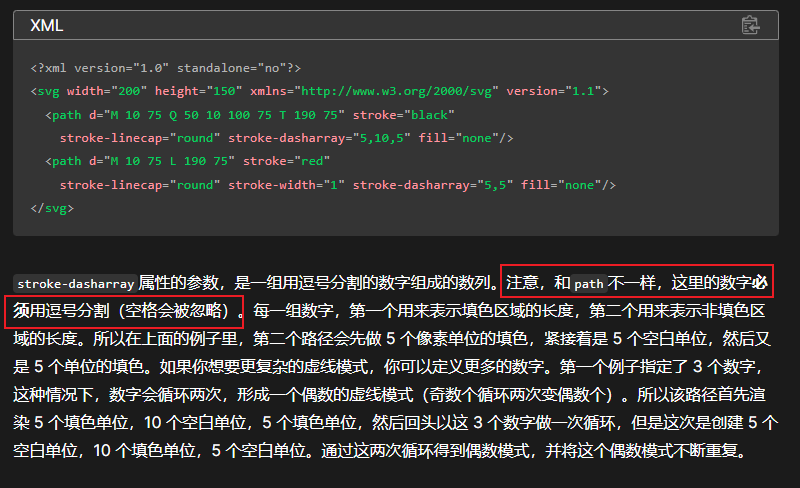 XML
<?xml version="1.0" standalone="no"?>
<svg width="200" height="150" xmlns="http://www.w3.org/2000/svg" version="1.1">
<path d="M 10 75 Q 50 10 100 75 T 190 75" stroke="black"
stroke-linecap="round" stroke-dasharray="5,10,5" fill="none"/>
<path d="M 10 75 L 190 75" stroke="red"
stroke-linecap="round" stroke-width="1" stroke-dasharray="5,5" fill="none"/>
</svg>
stroke-dasharray属性的参数，是一组用逗号分割的数字组成的数列。注意，和path不一样，这里的数字必
须用逗号分割（空格会被忽略）。每一组数字，第一个用来表示填色区域的长度，第二个用来表示非填色区
域的长度。所以在上面的例子里，第二个路径会先做 5 个像素单位的填色，紧接着是 5 个空白单位，然后又
是 5 个单位的填色。如果你想要更复杂的虚线模式，你可以定义更多的数字。第一个例子指定了 3 个数字，
这种情况下，数字会循环两次，形成一个偶数的虚线模式（奇数个循环两次变偶数个）。所以该路径首先渲
染 5 个填色单位，10 个空白单位，5 个填色单位，然后回头以这 3 个数字做一次循环，但是这次是创建 5 个
空白单位，10 个填色单位，5 个空白单位。通过这两次循环得到偶数模式，并将这个偶数模式不断重复。